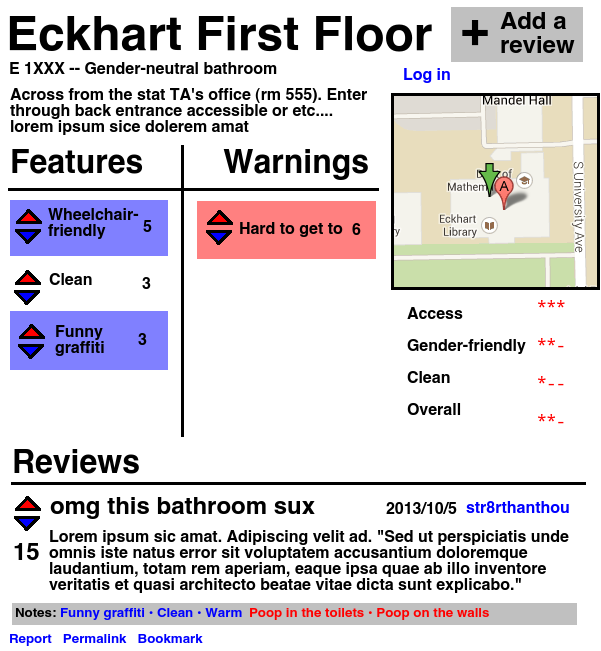 Eckhart First Floor
+ Add a
review
E 1XXX -- Gender-neutral bathroom
Log in
Across from the stat TA's office (rm 555). Enter
through back entrance accessible or etc....
lorem ipsum sice dolerem amat
Features
Warnings
Wheelchair-
friendly 5
Clean 3
Funny
graffiti 3
Hard to get to 6
Mandel Hall
of
Mathem
A
Eckhart
Library
S University Ave
ry
Access ***
Gender-friendly **-
Clean *--
Overall **-
Reviews
omg this bathroom sux 2013/10/5 str8rthanthou
15
Lorem ipsum sic amat. Adipiscing velit ad. "Sed ut perspiciatis unde
omnis iste natus error sit voluptatem accusantium doloremque
laudantium, totam rem aperiam, eaque ipsa quae ab illo inventore
veritatis et quasi architecto beatae vitae dicta sunt explicabo."
Notes: Funny graffiti · Clean · Warm Poop in the toilets · Poop on the walls
Report Permalink Bookmark